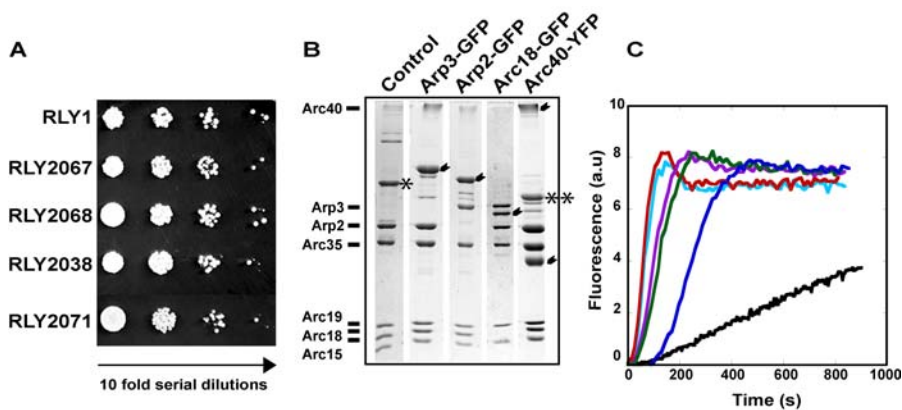 A
RLY1
RLY2067
RLY2068
RLY2038
RLY2071
10 fold serial dilutions
B
Control
Arp3-GFP
Arp2-GFP
Arc18-GFP
Arc40-YFP
Arc40
Arp3
Arp2
Arc35
Arc19
Arc18
Arc15
*
**
C
Fluorescence (a.u)
10
8
6
4
2
0
0 200 400 600 800 1000
Time (s)